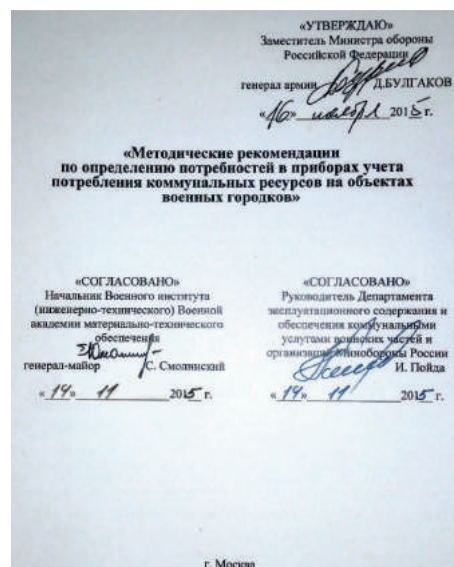 «УТВЕРЖДАЮ»
Заместитель Министра обороны
Российской Федерации
генерал армии Д.БУЛГАКОВ
«16» ноября 2015 г.
«Методические рекомендации
по определению потребностей в приборах учета
потребления коммунальных ресурсов на объектах
военных городков»
«СОГЛАСОВАНО»
Начальник Военного института
(инженерно-технического) Военной
академии материально-технического
обеспечения
генерал-майор С. Смолинский
«14» 11 2015 г.
«СОГЛАСОВАНО»
Руководитель Департамента
эксплуатационного содержания и
обеспечения коммунальными
услугами воинских частей и
организаций Минобороны России
И. Пойда
«14» 11 2015 г.
г. Москва